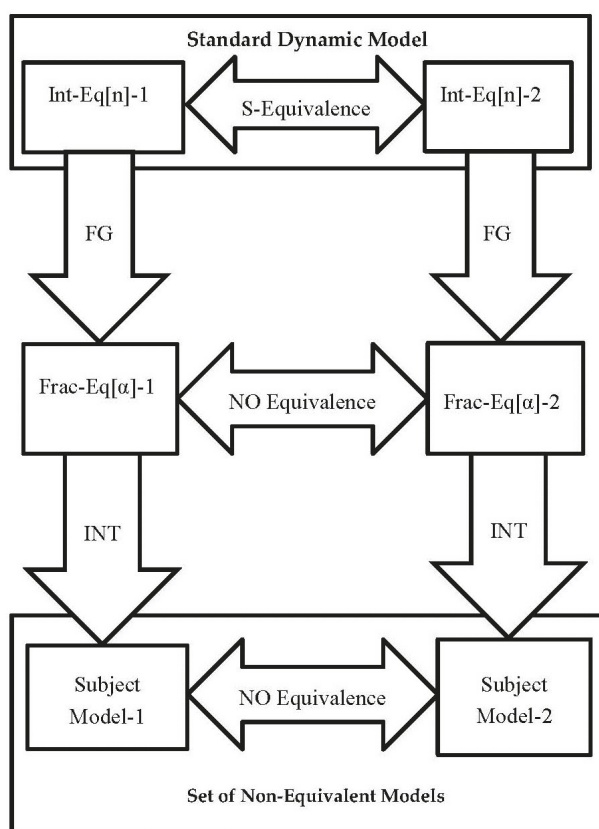 Standard Dynamic Model
Int-Eq[n]-1
Int-Eq[n]-2
S-Equivalence
FG
FG
Frac-Eq[α]-1
Frac-Eq[α]-2
NO Equivalence
INT
INT
Subject
Model-1
NO Equivalence
Subject
Model-2
Set of Non-Equivalent Models